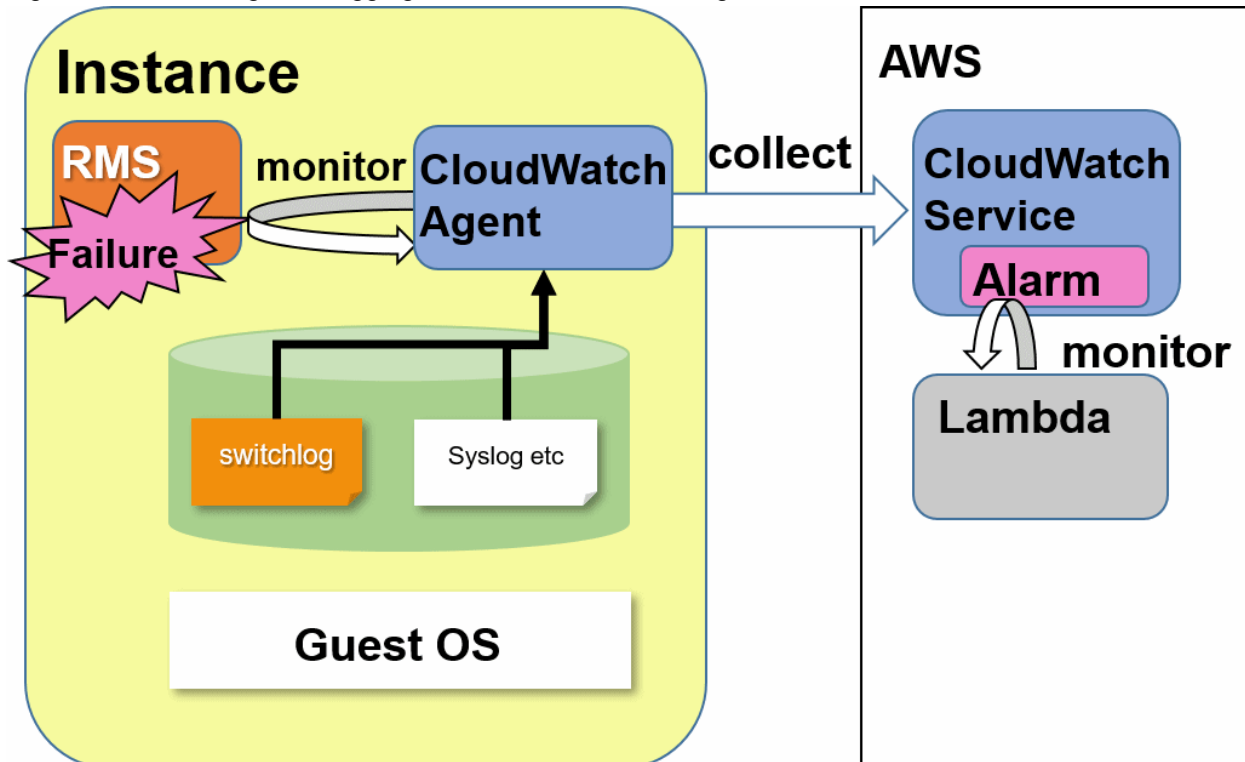 Instance
RMS
Failure
monitor
CloudWatch
Agent
collect
switchlog
Syslog etc
Guest OS
AWS
CloudWatch
Service
Alarm
monitor
Lambda